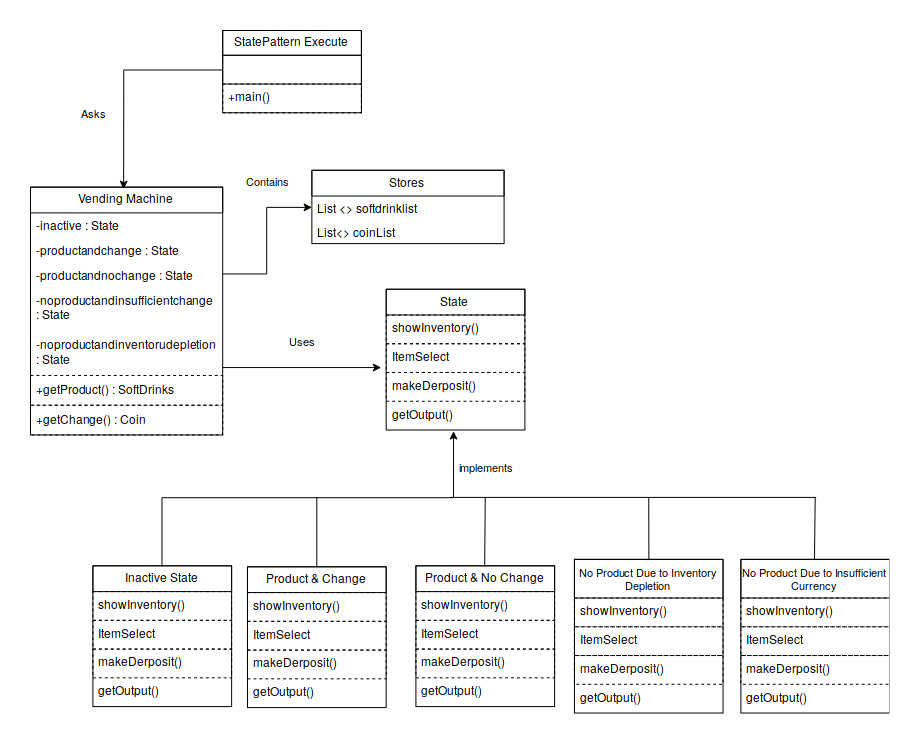 StatePattern Execute
+main()
Asks
Vending Machine
-inactive : State
-productandchange : State
-productandnochange : State
-noproductandinsufficientchange
: State
-noproductandinventorudepletion
: State
+getProduct() : SoftDrinks
+getChange() : Coin
Contains
Stores
List <> softdrinklist
List<> coinList
Uses
State
showInventory()
ItemSelect
makeDerposit()
getOutput()
implements
Inactive State
showInventory()
ItemSelect
makeDerposit()
getOutput()
Product & Change
showInventory()
ItemSelect
makeDerposit()
getOutput()
Product & No Change
showInventory()
ItemSelect
makeDerposit()
getOutput()
No Product Due to Inventory
Depletion
showInventory()
ItemSelect
makeDerposit()
getOutput()
No Product Due to Insufficient
Currency
showInventory()
ItemSelect
makeDerposit()
getOutput()